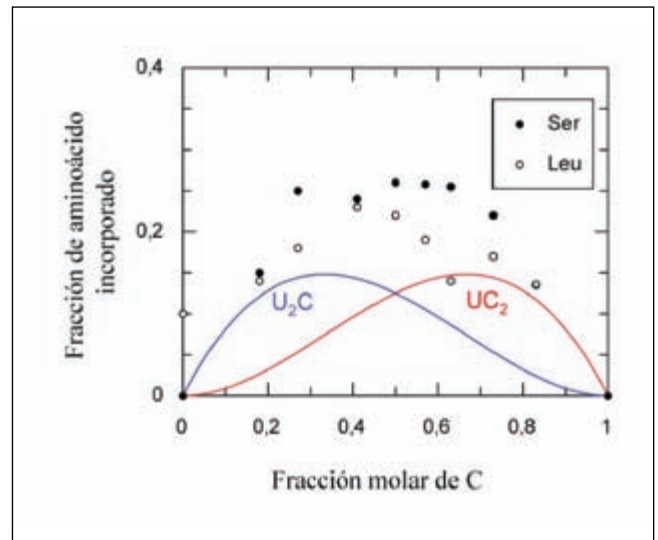 Fracción de aminoácido
incorporado
0,4
0,2
0
Ser
Leu
U₂C
UC₂
0
0,2
0,4
0,6
0,8
1
Fracción molar de C